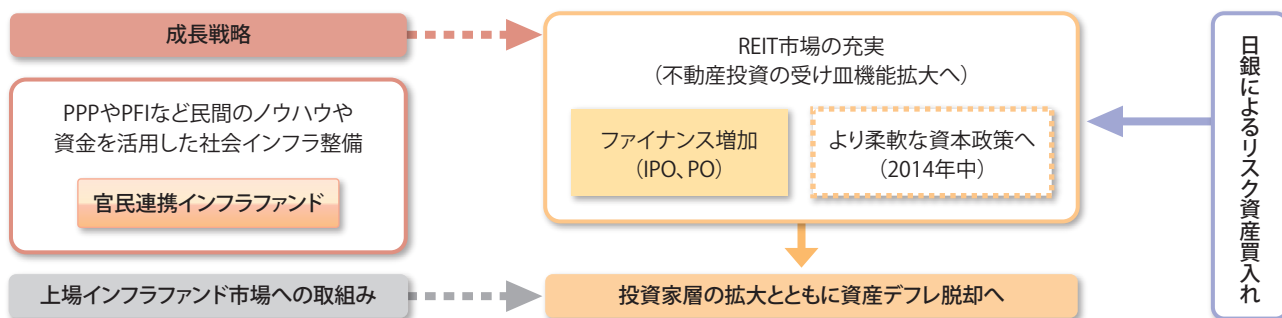 成長戦略
PPPやPFIなど民間のノウハウや
資金を活用した社会インフラ整備
官民連携インフラファンド
上場インフラファンド市場への取組み
REIT市場の充実
（不動産投資の受け皿機能拡大へ）
ファイナンス増加
（IPO、PO）
より柔軟な資本政策へ
（2014年中）
投資家層の拡大とともに資産デフレ脱却へ
日銀によるリスク資産買入れ